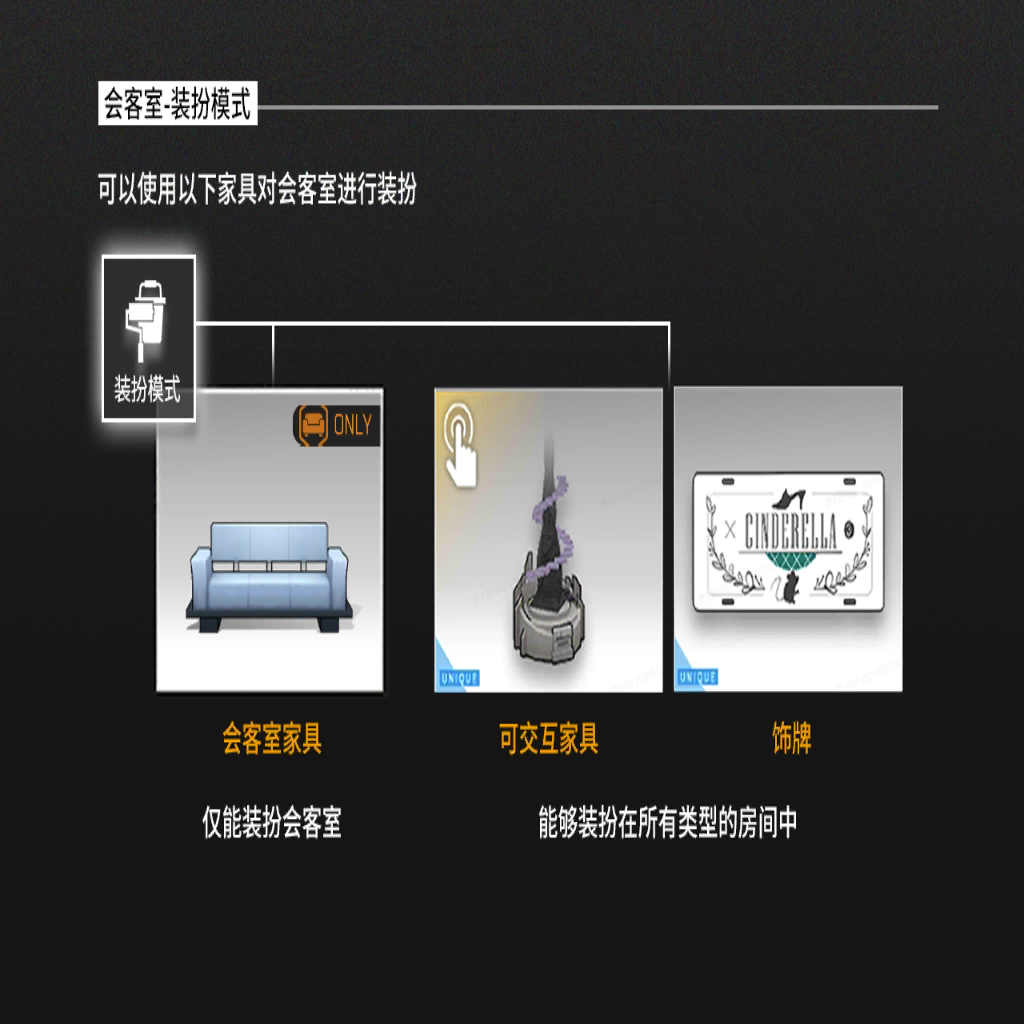 会客室-装扮模式
可以使用以下家具对会客室进行装扮
装扮模式
ONLY
UNIQUE
CINDERELLA
UNIQUE
会客室家具
可交互家具
饰牌
仅能装扮会客室
能够装扮在所有类型的房间中